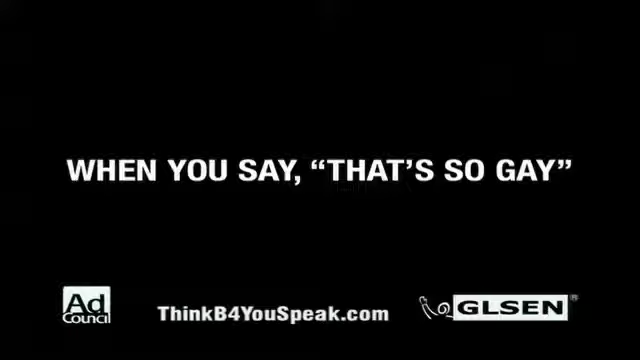 WHEN YOU SAY, “THAT’S SO GAY”
Ad
Council
ThinkB4YouSpeak.com
GLSEN®